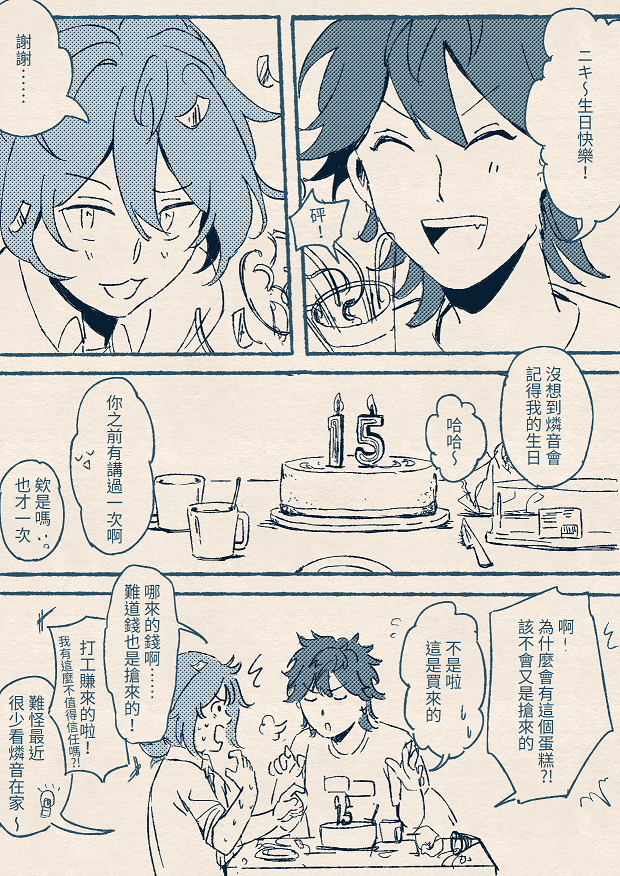 ニキ～生日快樂！
砰！
謝謝……
沒想到燐音會
記得我的生日
哈哈～
15
你之前有講過一次啊
欸是嗎
也才一次
啊！
為什麼會有這個蛋糕?!
該不會又是搶來的
不是啦
這是買來的
哪來的錢啊……
難道錢也是搶來的！
打工賺來的啦！
我有這麼不值得信任嗎?!
難怪最近
很少看燐音在家～
15